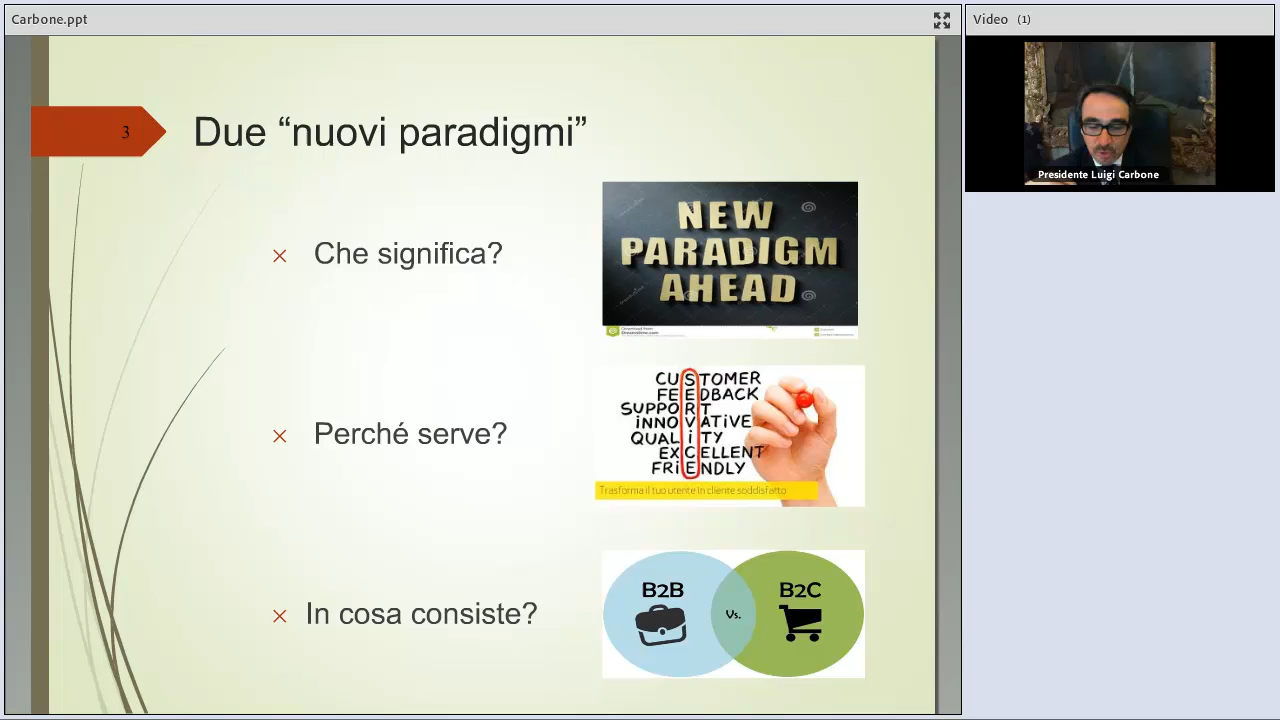 Carbone.ppt
Video (1)
Presidente Luigi Carbone
3
Due “nuovi paradigmi”
Che significa?
NEW
PARADIGM
AHEAD
Perché serve?
CUSTOMER
FEEDBACK
SUPPORT
iNNOVATiVE
QUALiTY
EXCELLENT
FRiENDLY
Trasforma il tuo utente in cliente soddisfatto
In cosa consiste?
B2B
Vs.
B2C